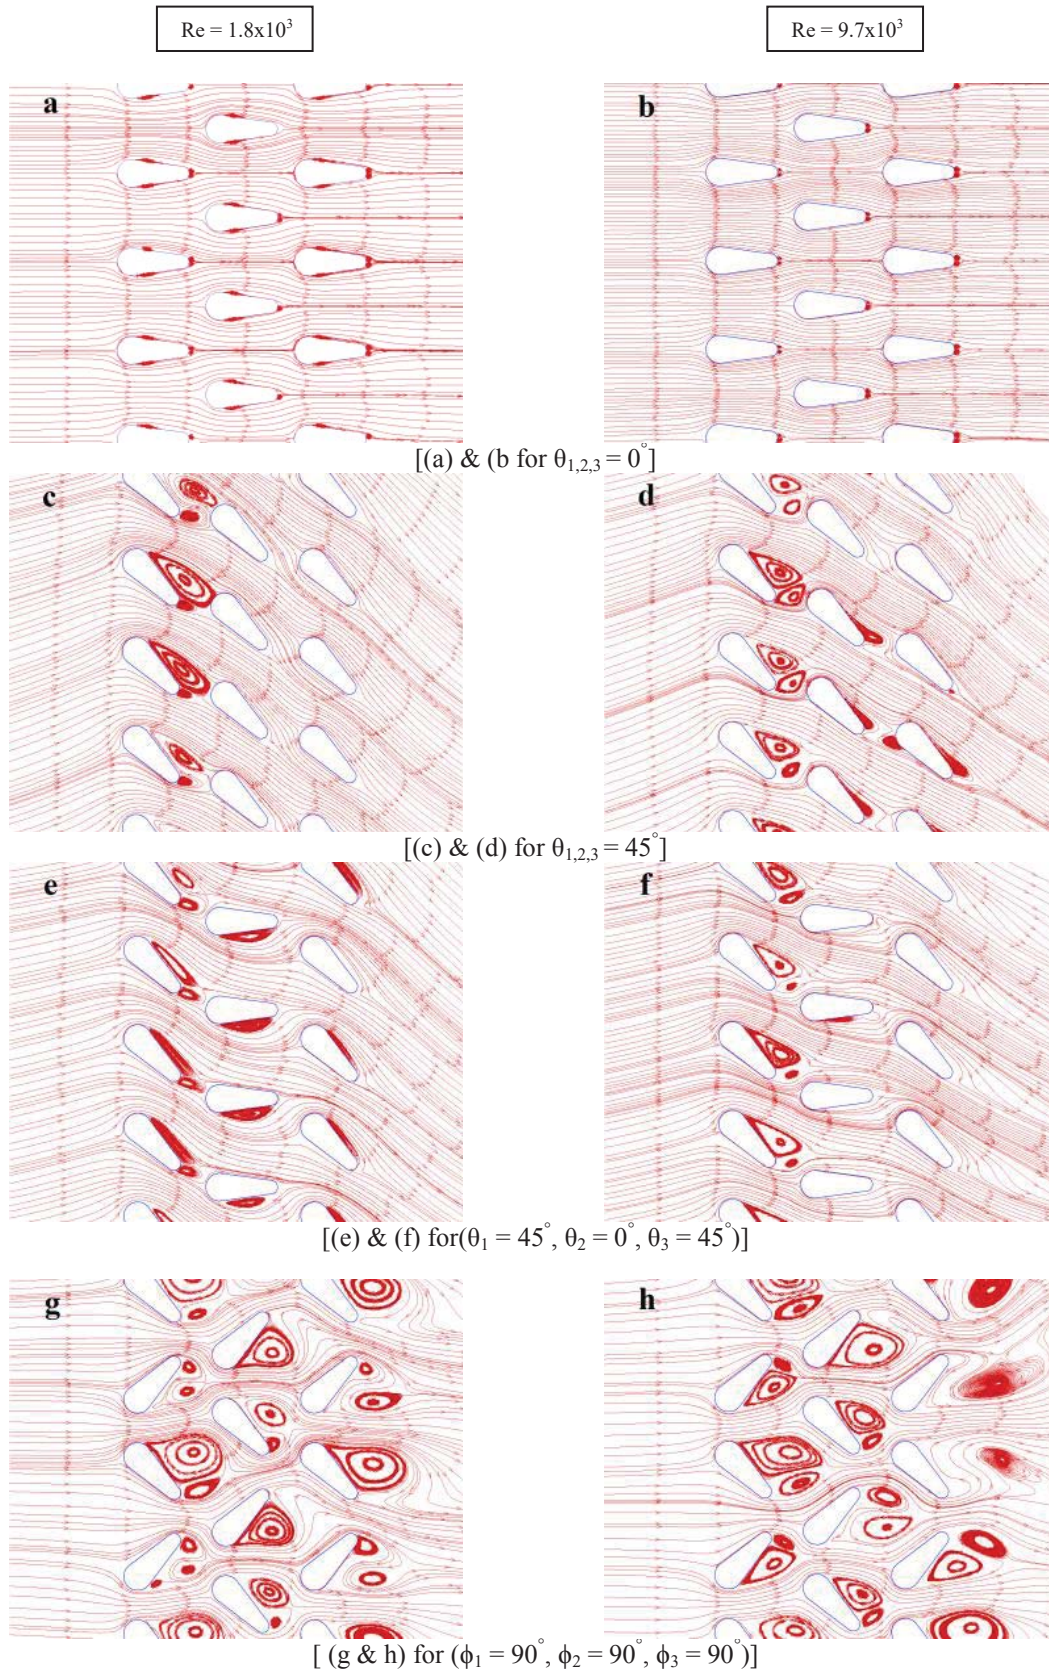 Re = 1.8x10³
Re = 9.7x10³
a
b
[(a) & (b for θ1,2,3 = 0°]
c
d
[(c) & (d) for θ1,2,3 = 45°]
e
f
[(e) & (f) for(θ1 = 45°, θ2 = 0°, θ3 = 45°)]
g
h
[ (g & h) for (ϕ1 = 90°, ϕ2 = 90°, ϕ3 = 90°)]